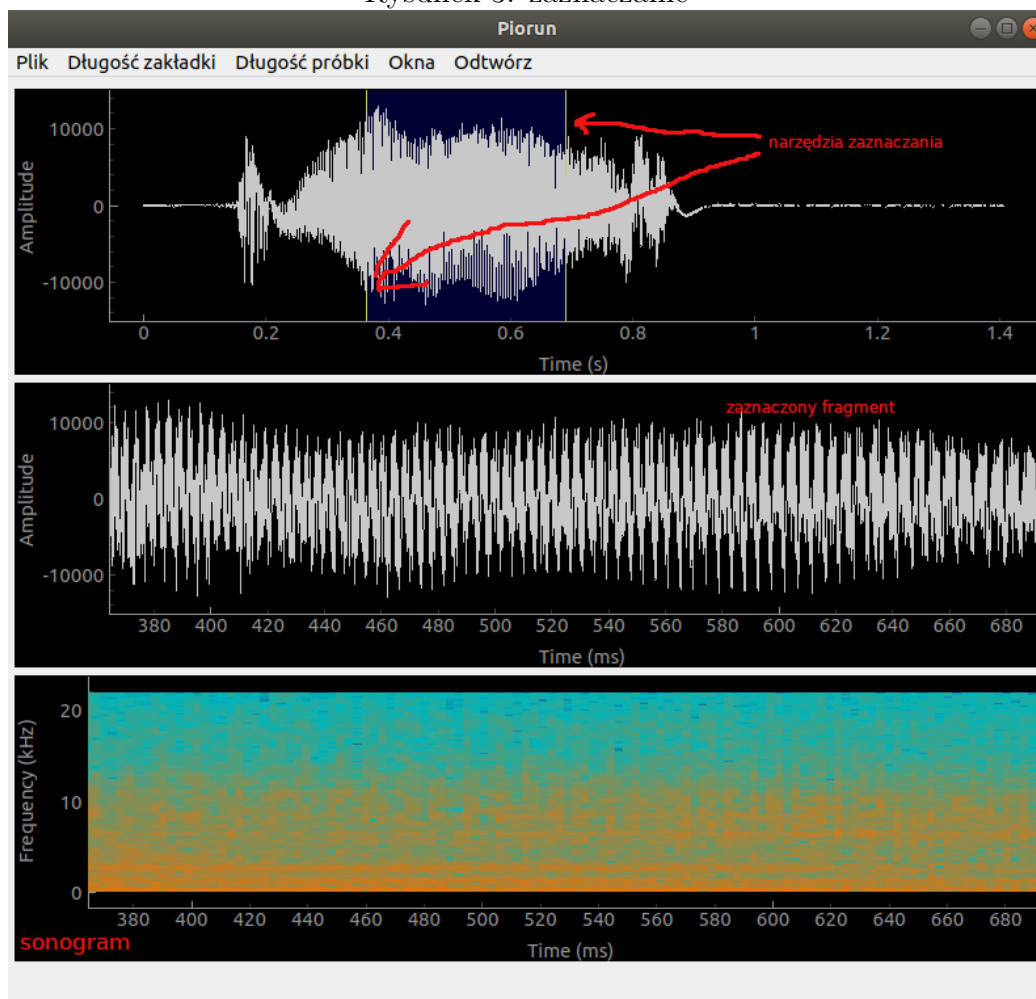 Rysunek 3: zaznaczanie
Piorun
Plik Długość zakładki Długość próbki Okna Odtwórz
10000
0
-10000
Amplitude
narzędzia zaznaczania
0 0.2 0.4 0.6 0.8 1 1.2 1.4
Time (s)
zaznaczony fragment
10000
0
-10000
Amplitude
380 400 420 440 460 480 500 520 540 560 580 600 620 640 660 680
Time (ms)
20
10
0
Frequency (kHz)
380 400 420 440 460 480 500 520 540 560 580 600 620 640 660 680
sonogram
Time (ms)